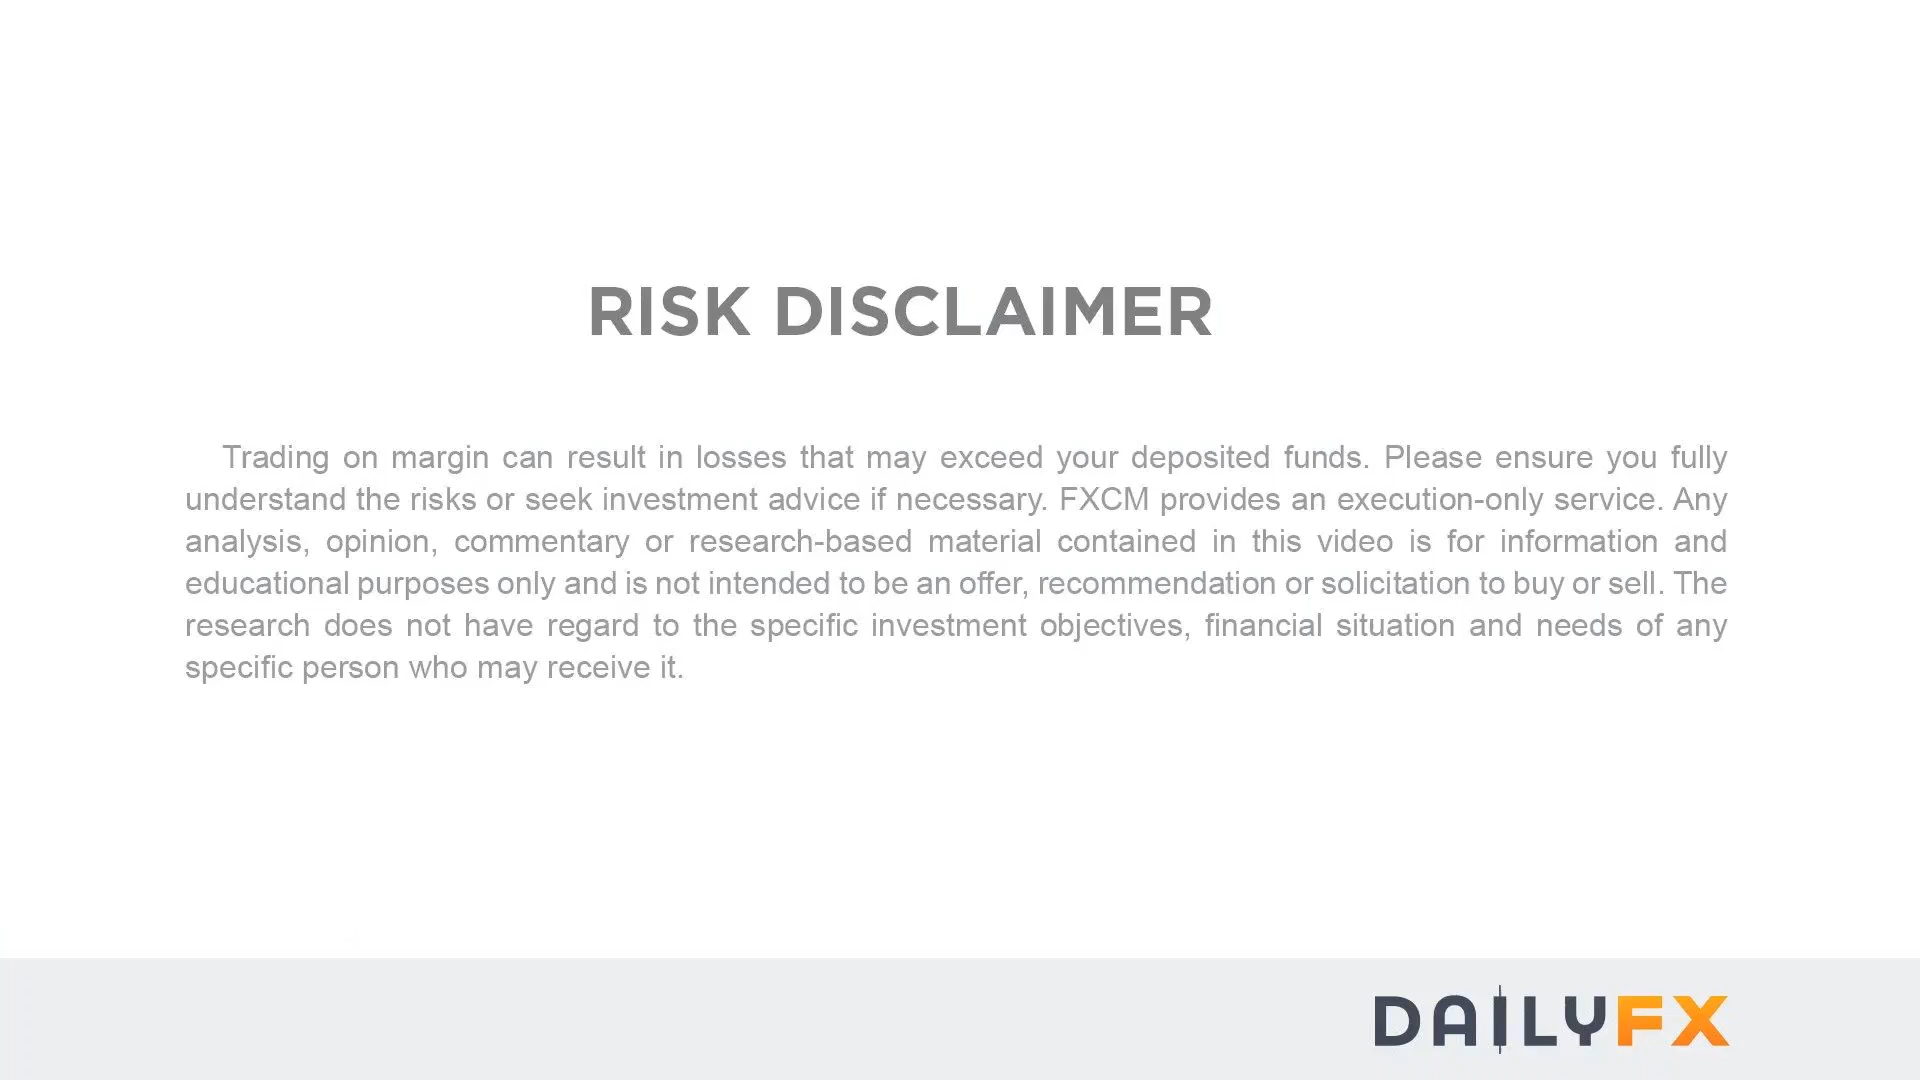 RISK DISCLAIMER
Trading on margin can result in losses that may exceed your deposited funds. Please ensure you fully
understand the risks or seek investment advice if necessary. FXCM provides an execution-only service. Any
analysis, opinion, commentary or research-based material contained in this video is for information and
educational purposes only and is not intended to be an offer, recommendation or solicitation to buy or sell. The
research does not have regard to the specific investment objectives, financial situation and needs of any
specific person who may receive it.
DAILYFX